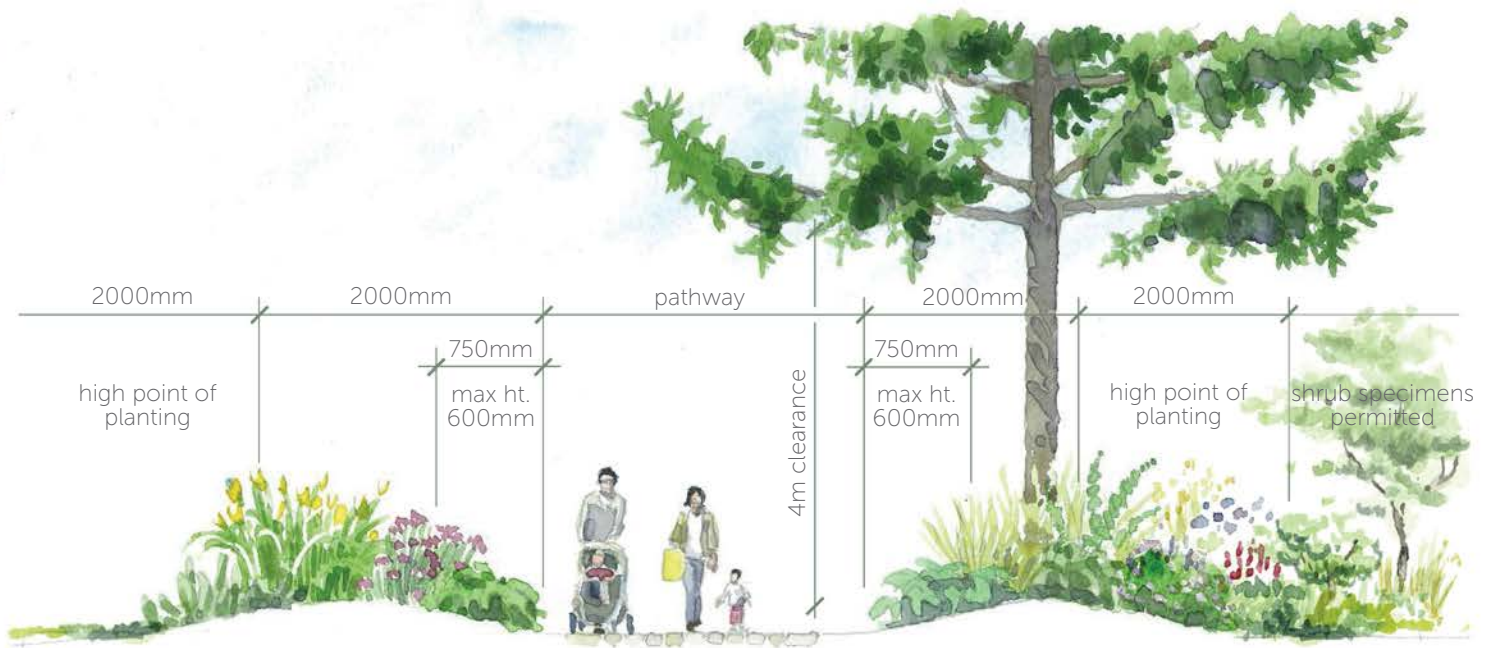 2000mm
2000mm
pathway
2000mm
2000mm
750mm
750mm
high point of
planting
max ht.
600mm
4m clearance
max ht.
600mm
high point of
planting
shrub specimens
permitted